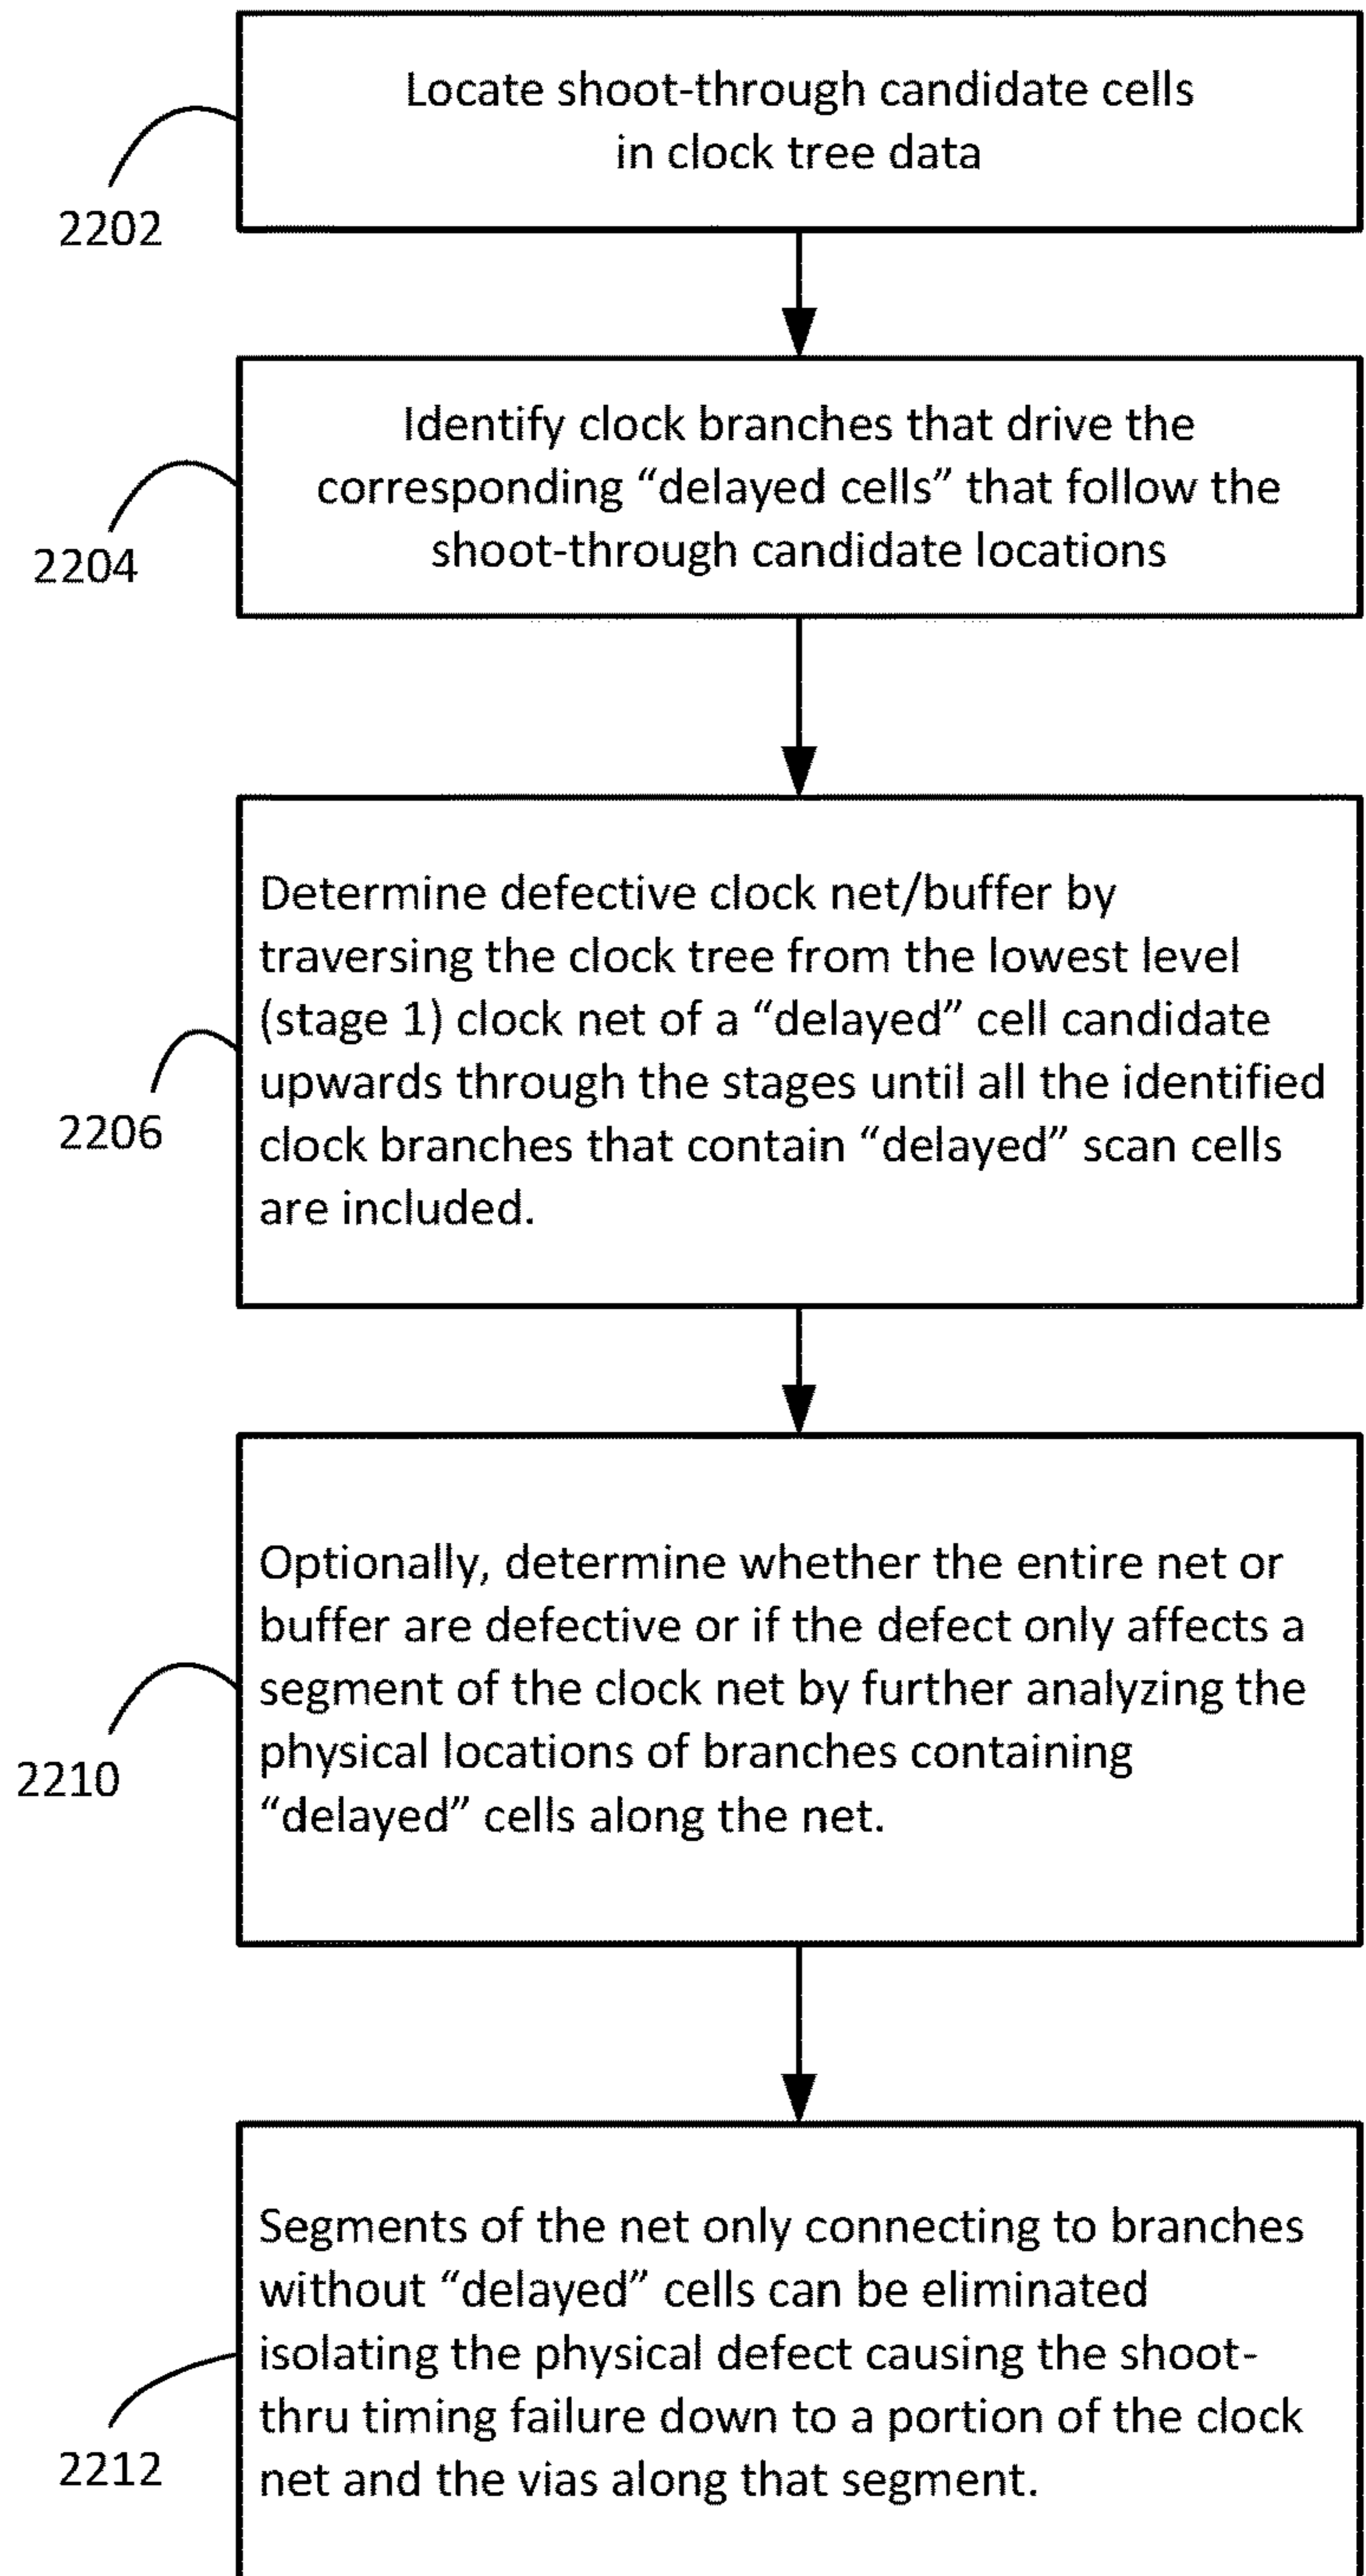 Locate shoot-through candidate cells
in clock tree data
2202
Identify clock branches that drive the
corresponding “delayed cells” that follow the
shoot-through candidate locations
2204
Determine defective clock net/buffer by
traversing the clock tree from the lowest level
(stage 1) clock net of a “delayed” cell candidate
upwards through the stages until all the identified
clock branches that contain “delayed” scan cells
are included.
2206
Optionally, determine whether the entire net or
buffer are defective or if the defect only affects a
segment of the clock net by further analyzing the
physical locations of branches containing
“delayed” cells along the net.
2210
Segments of the net only connecting to branches
without “delayed” cells can be eliminated
isolating the physical defect causing the shoot-
thru timing failure down to a portion of the clock
net and the vias along that segment.
2212